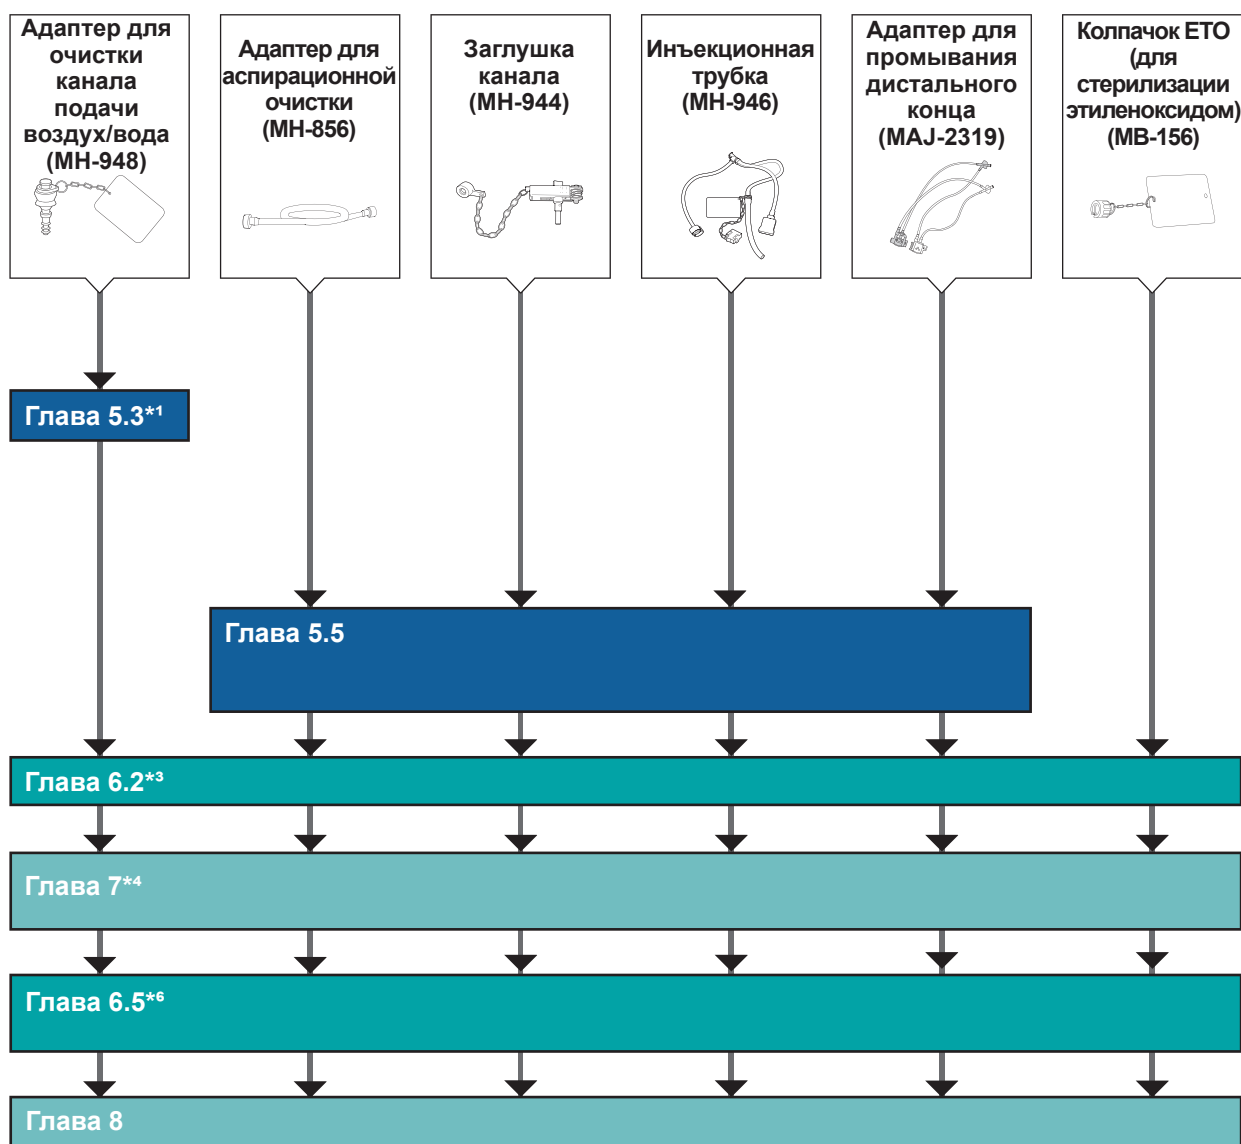 Адаптер для
очистки
канала
подачи
воздух/вода
(MH-948)
Адаптер для
аспирационной
очистки
(MH-856)
Заглушка
канала
(MH-944)
Инъекционная
трубка
(MH-946)
Адаптер для
промывания
дистального
конца
(MAJ-2319)
Колпачок ETO
(для
стерилизации
этиленоксидом)
(MB-156)
Глава 5.3*¹
Глава 5.5
Глава 6.2*³
Глава 7*⁴
Глава 6.5*⁶
Глава 8